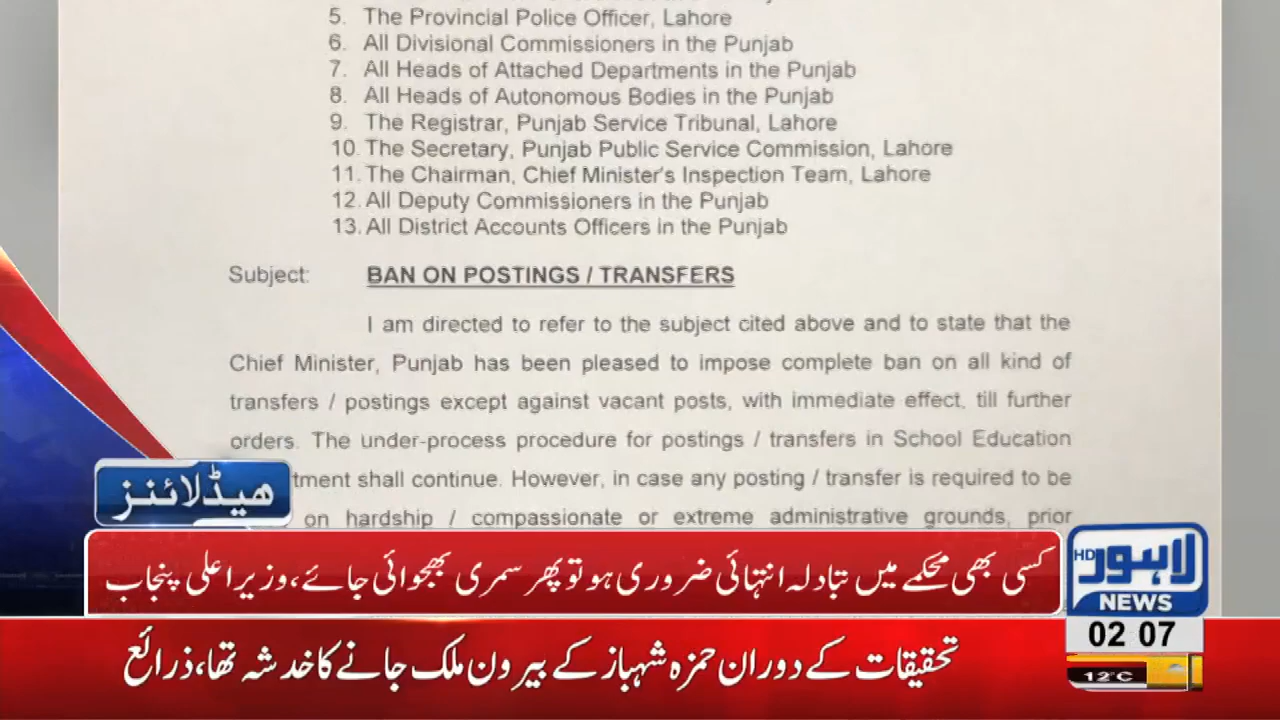 5. The Provincial Police Officer, Lahore
6. All Divisional Commissioners in the Punjab
7. All Heads of Attached Departments in the Punjab
8. All Heads of Autonomous Bodies in the Punjab
9. The Registrar, Punjab Service Tribunal, Lahore
10. The Secretary, Punjab Public Service Commission, Lahore
11. The Chairman, Chief Minister's Inspection Team, Lahore
12. All Deputy Commissioners in the Punjab
13. All District Accounts Officers in the Punjab
Subject: BAN ON POSTINGS / TRANSFERS
I am directed to refer to the subject cited above and to state that the
Chief Minister, Punjab has been pleased to impose complete ban on all kind of
transfers / postings except against vacant posts, with immediate effect, till further
orders. The under-process procedure for postings / transfers in School Education
tment shall continue. However, in case any posting / transfer is required to be
on hardship / compassionate or extreme administrative grounds, prior
ہیڈلائنز
کسی بھی محکمے میں تبادلہ انتہائی ضروری ہو تو پھر سمری بھجوائی جائے، وزیراعلی پنجاب
لاہور HD
NEWS
02 07
12°C
تحقیقات کے دوران حمزہ شہباز کے بیرون ملک جانے کا خدشہ تھا، ذرائع